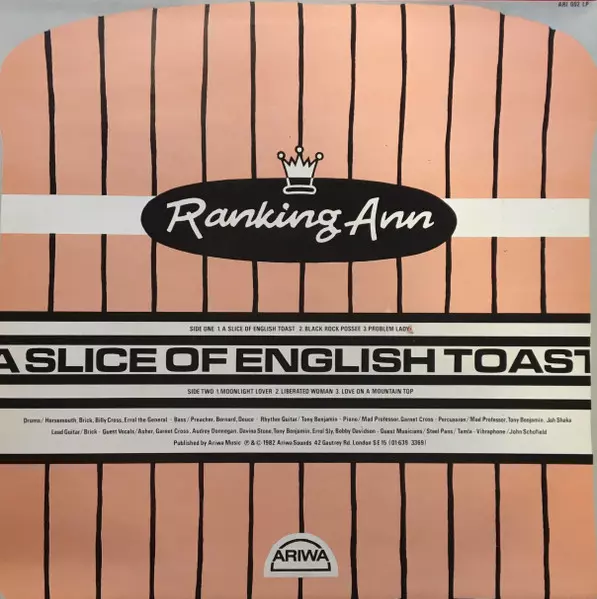 ARI 002 LP
Ranking Ann
SIDE ONE 1. A SLICE OF ENGLISH TOAST 2. BLACK ROCK POSSEE 3. PROBLEM LADY
A SLICE OF ENGLISH TOAST
SIDE TWO 1. MOONLIGHT LOVER 2. LIBERATED WOMAN 3. LOVE ON A MOUNTAIN TOP
Drums / Horsemouth, Brick, Billy Cross, Errol the General - Bass / Preacher, Bernard, Deuce - Rhythm Guitar / Tony Benjamin - Piano / Mad Professor, Garnet Cross - Percussion / Mad Professor, Tony Benjamin, Jah Shaka
Lead Guitar / Brick - Guest Vocals / Asher, Garnet Cross, Audrey Donnegan, Davina Stone, Tony Benjamin, Errol Sly, Bobby Davidson - Guest Musicians / Steel Pans / Tamla - Vibraphone / John Schofield
Published by Ariwa Music ℗ & © 1982 Ariwa Sounds 42 Gautrey Rd. London SE15 (01 639 3369)
ARIWA